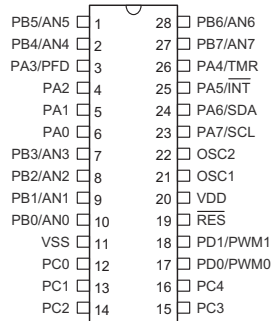 PB5/AN5 1 28 PB6/AN6
PB4/AN4 2 27 PB7/AN7
PA3/PFD 3 26 PA4/TMR
PA2 4 25 PA5/INT
PA1 5 24 PA6/SDA
PA0 6 23 PA7/SCL
PB3/AN3 7 22 OSC2
PB2/AN2 8 21 OSC1
PB1/AN1 9 20 VDD
PB0/AN0 10 19 RES
VSS 11 18 PD1/PWM1
PC0 12 17 PD0/PWM0
PC1 13 16 PC4
PC2 14 15 PC3